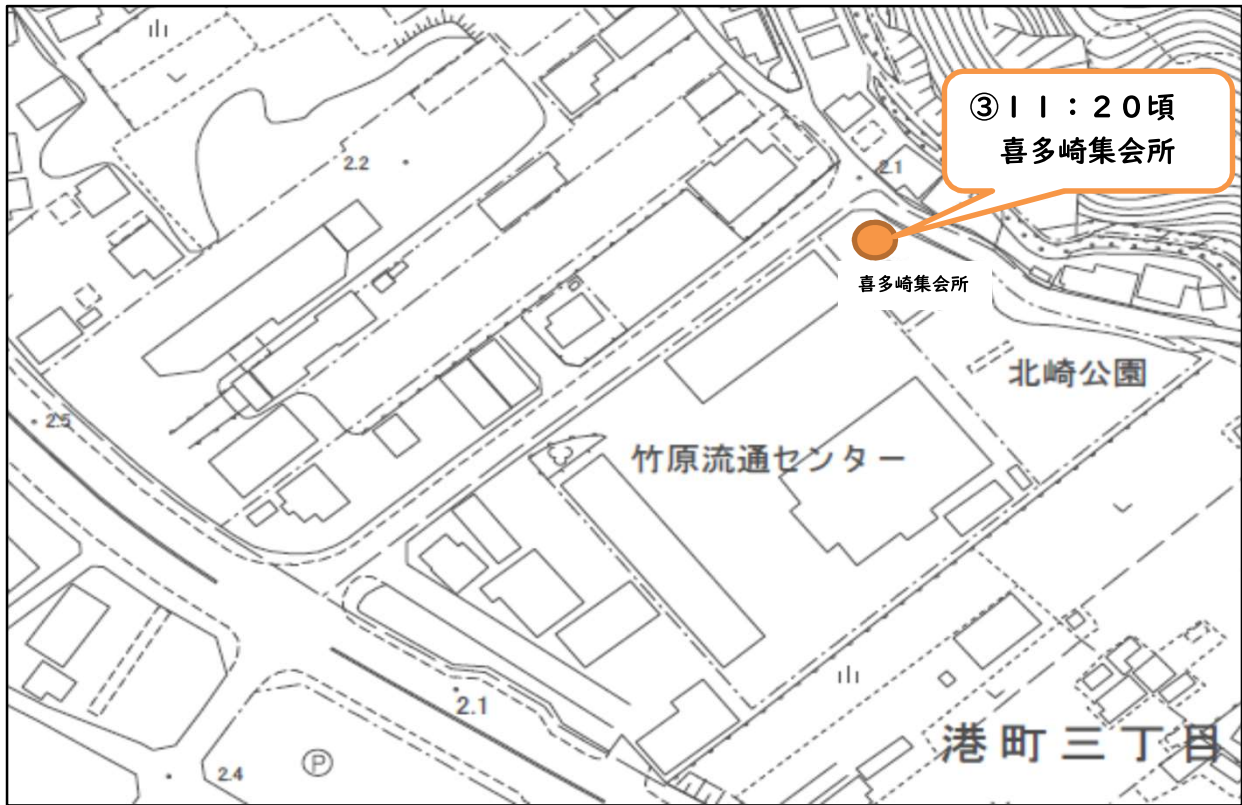 ③11:20頃
喜多崎集会所
2.2
2.1
喜多崎集会所
北崎公園
2.5
竹原流通センター
2.1
港町三丁目
2.4
P